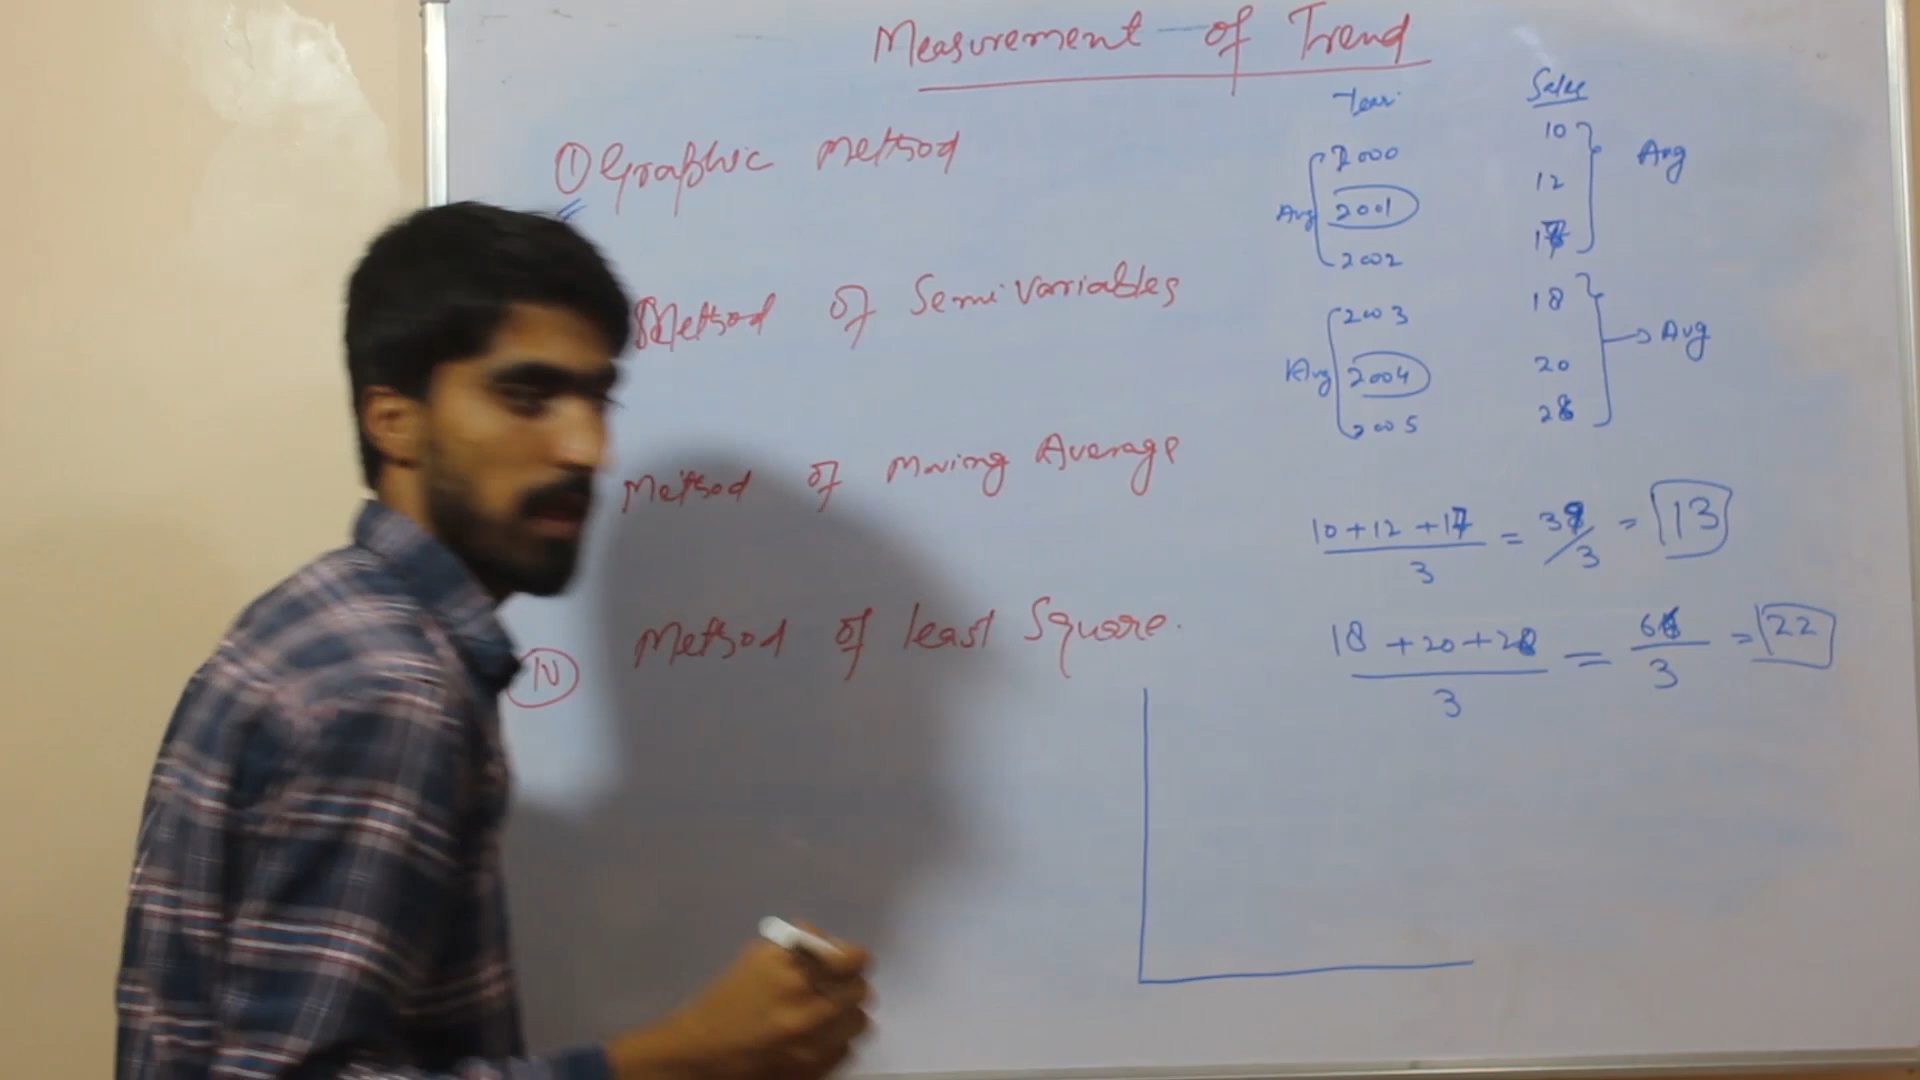 Measurement of Trend
① Graphic method
Method of Semi Variables
Method of Moving Average
IV Method of least Square.
Year Sales
2000 10
Avg 2001 12 Avg
2002 17
2003 18
Avg 2004 20 → Avg
2005 28
10 + 12 + 17 / 3 = 39/3 = 13
18 + 20 + 28 / 3 = 66 / 3 = 22